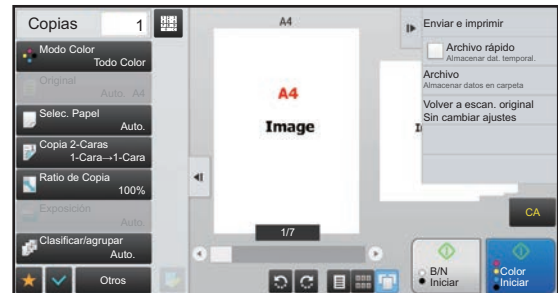 Copias 1
Modo Color
Todo Color
Original
Auto. A4
Selec. Papel
Auto.
Copia 2-Caras
1-Cara→1-Cara
Ratio de Copia
100%
Exposición
Auto.
Clasificar/agrupar
Auto.
Otros
A4
A4
Image
1/7
Enviar e imprimir
Archivo rápido
Almacenar dat. temporal.
Archivo
Almacenar datos en carpeta
Volver a escan. original
Sin cambiar ajustes
CA
B/N
Iniciar
Color
Iniciar